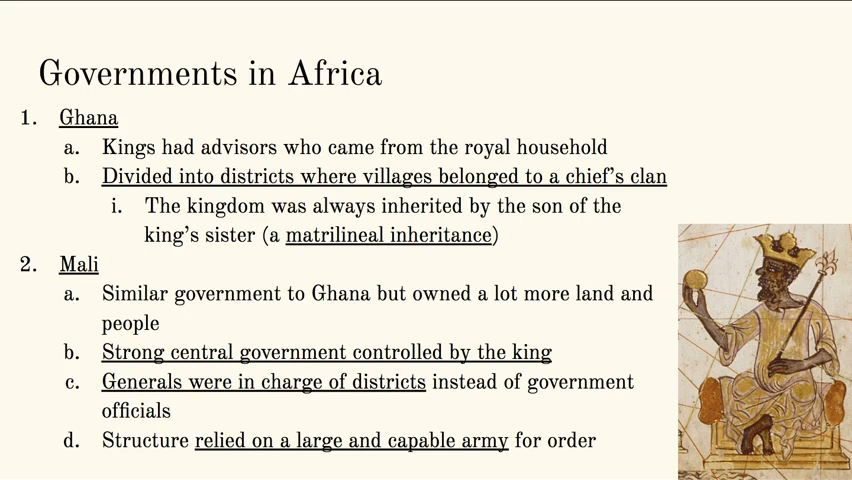 Governments in Africa
1. Ghana
a. Kings had advisors who came from the royal household
b. Divided into districts where villages belonged to a chief's clan
i. The kingdom was always inherited by the son of the
king's sister (a matrilineal inheritance)
2. Mali
a. Similar government to Ghana but owned a lot more land and
people
b. Strong central government controlled by the king
c. Generals were in charge of districts instead of government
officials
d. Structure relied on a large and capable army for order